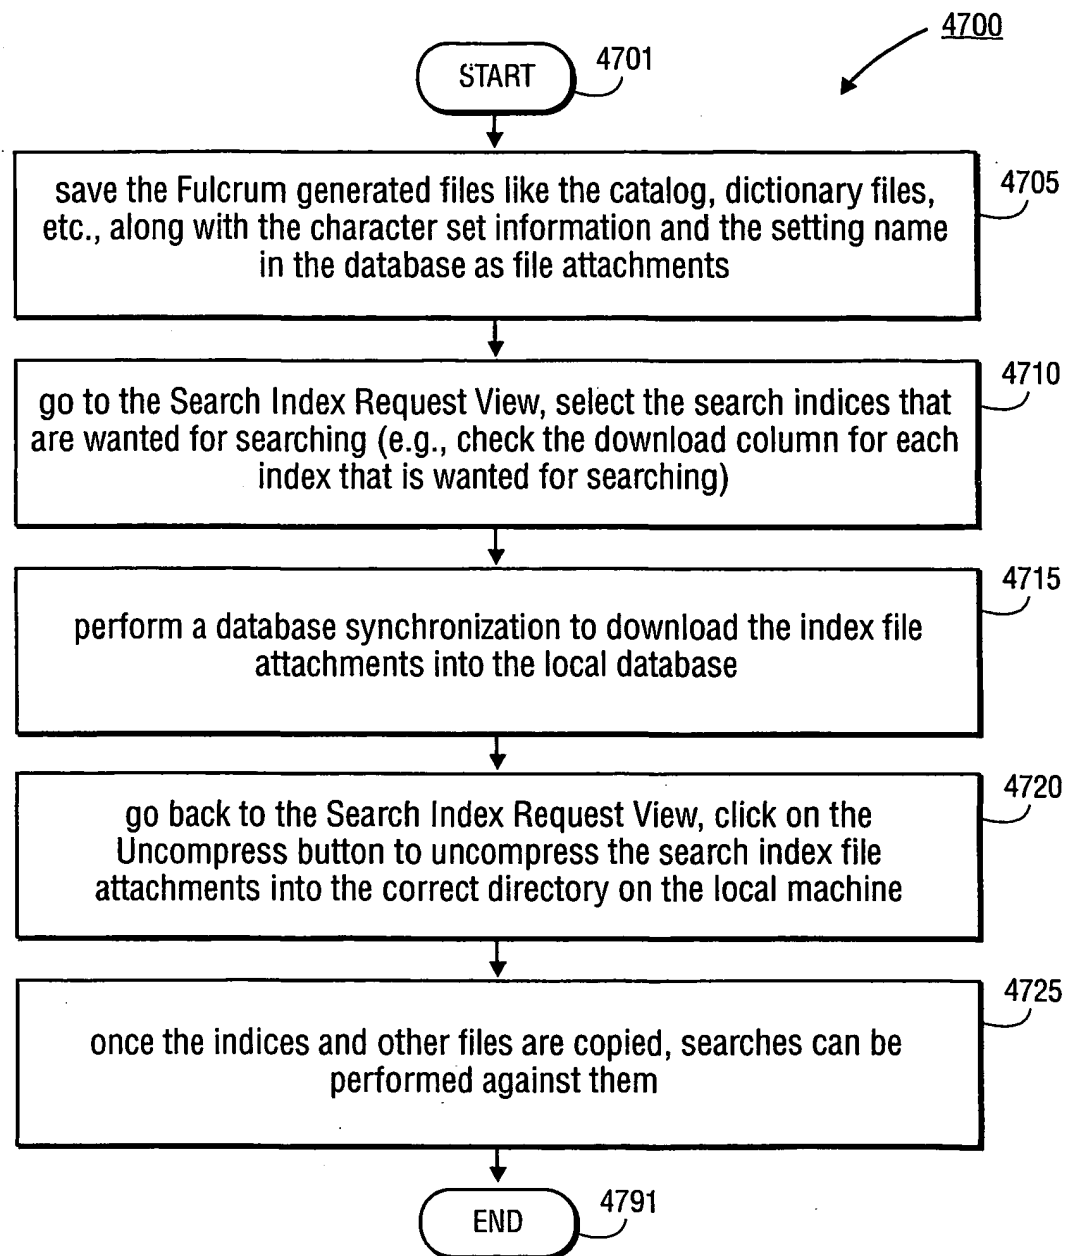 4700
START
4701
save the Fulcrum generated files like the catalog, dictionary files,
etc., along with the character set information and the setting name
in the database as file attachments
4705
go to the Search Index Request View, select the search indices that
are wanted for searching (e.g., check the download column for each
index that is wanted for searching)
4710
perform a database synchronization to download the index file
attachments into the local database
4715
go back to the Search Index Request View, click on the
Uncompress button to uncompress the search index file
attachments into the correct directory on the local machine
4720
once the indices and other files are copied, searches can be
performed against them
4725
END
4791